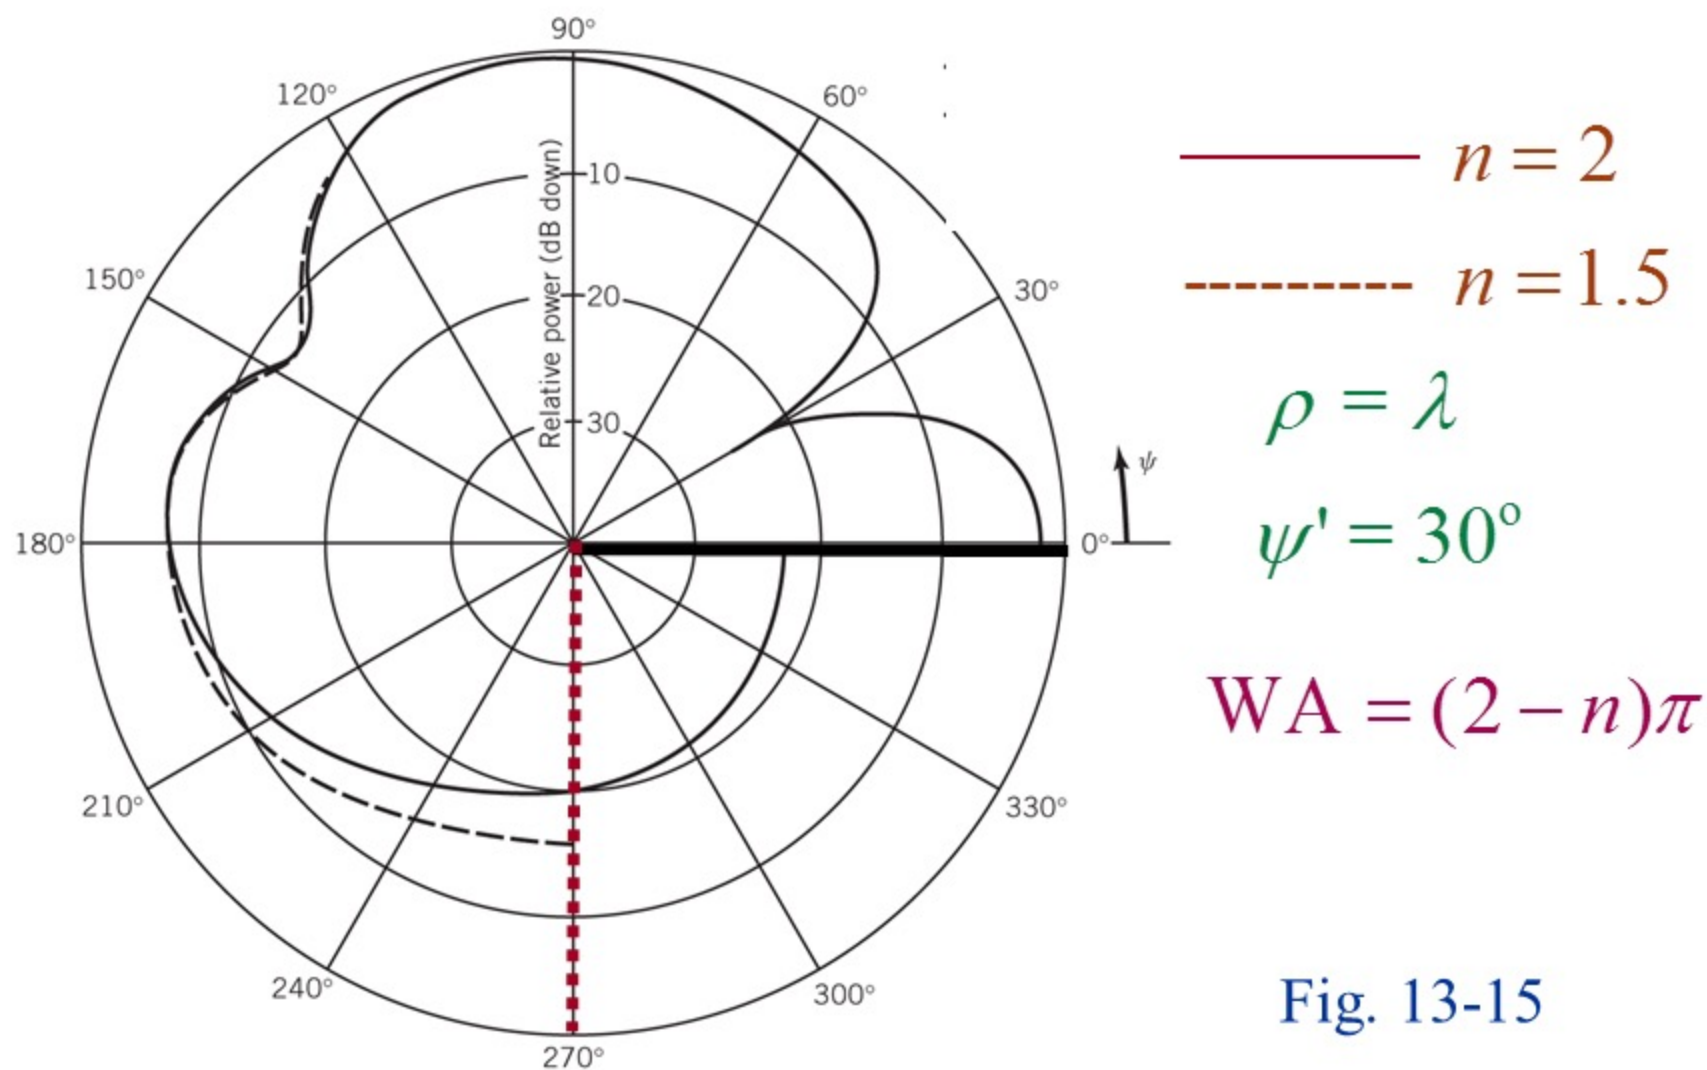 90°
120°
60°
150°
30°
Relative power (dB down)
10
20
30
180°
0°
ψ
210°
330°
240°
300°
270°
n = 2
n = 1.5
ρ = λ
ψ' = 30°
WA = (2 − n)π
Fig. 13-15